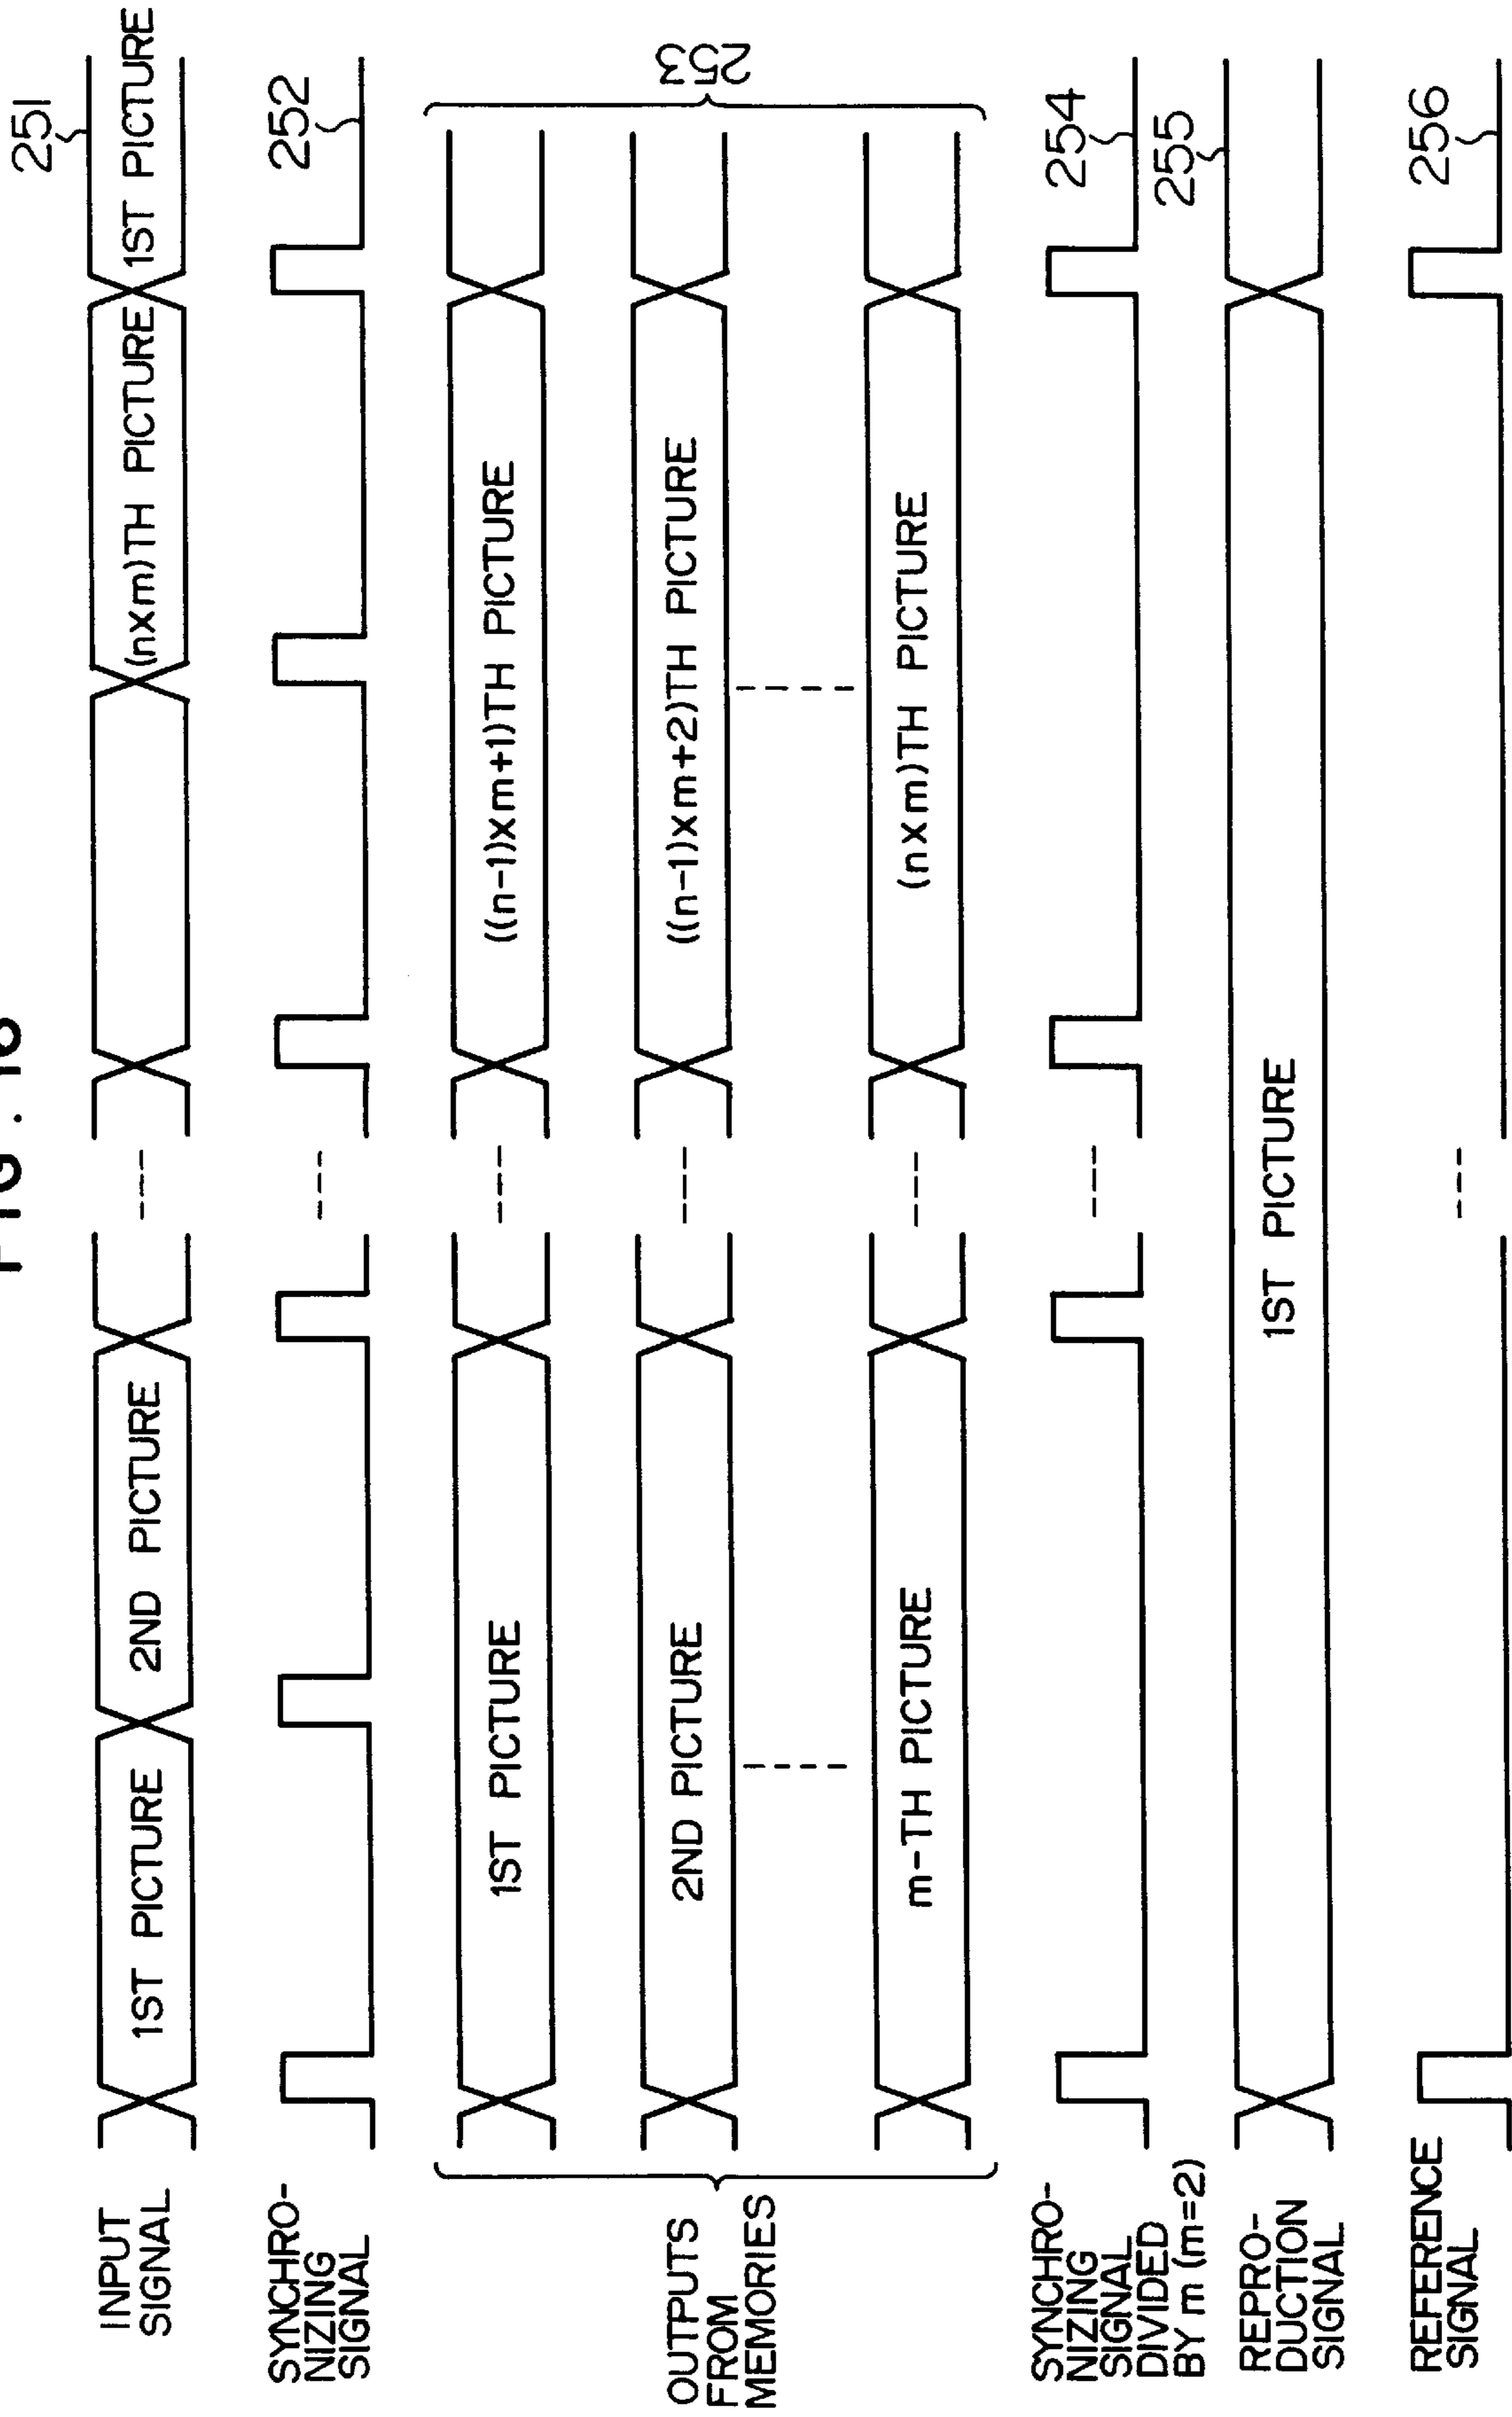 FIG.
INPUT
SIGNAL
1ST PICTURE
2ND PICTURE
(n×m)TH PICTURE
1ST PICTURE
251
SYNCHRO-
NIZING
SIGNAL
252
OUTPUTS
FROM
MEMORIES
1ST PICTURE
((n-1)×m+1)TH PICTURE
2ND PICTURE
((n-1)×m+2)TH PICTURE
m-TH PICTURE
(n×m)TH PICTURE
253
SYNCHRO-
NIZING
SIGNAL
DIVIDED
BY m (m=2)
254
REPRO-
DUCTION
SIGNAL
1ST PICTURE
255
REFERENCE
SIGNAL
256